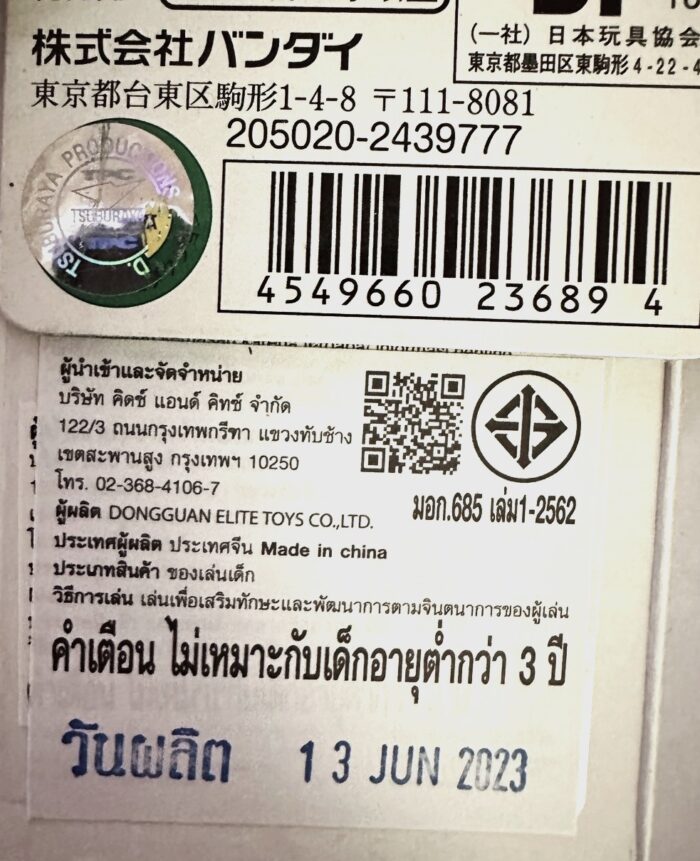 (一社)日本玩具協会
東京都墨田区東駒形4-22-4
株式会社バンダイ
東京都台東区駒形1-4-8 〒111-8081
205020-2439777
TSUBURAYA PRODUCTIONS
TPC
TSUBURAYA
4549660 23689 4
ผู้นำเข้าและจัดจำหน่าย
บริษัท คิดซ์ แอนด์ คิทซ์ จำกัด
122/3 ถนนกรุงเทพกรีฑา แขวงทับช้าง
เขตสะพานสูง กรุงเทพฯ 10250
โทร. 02-368-4106-7
มอก.685 เล่ม1-2562
ผู้ผลิต DONGGUAN ELITE TOYS CO.,LTD.
ประเทศผู้ผลิต ประเทศจีน Made in china
ประเภทสินค้า ของเล่นเด็ก
วิธีการเล่น เล่นเพื่อเสริมทักษะและพัฒนาการตามจินตนาการของผู้เล่น
คำเตือน ไม่เหมาะกับเด็กอายุต่ำกว่า 3 ปี
วันผลิต 13 JUN 2023